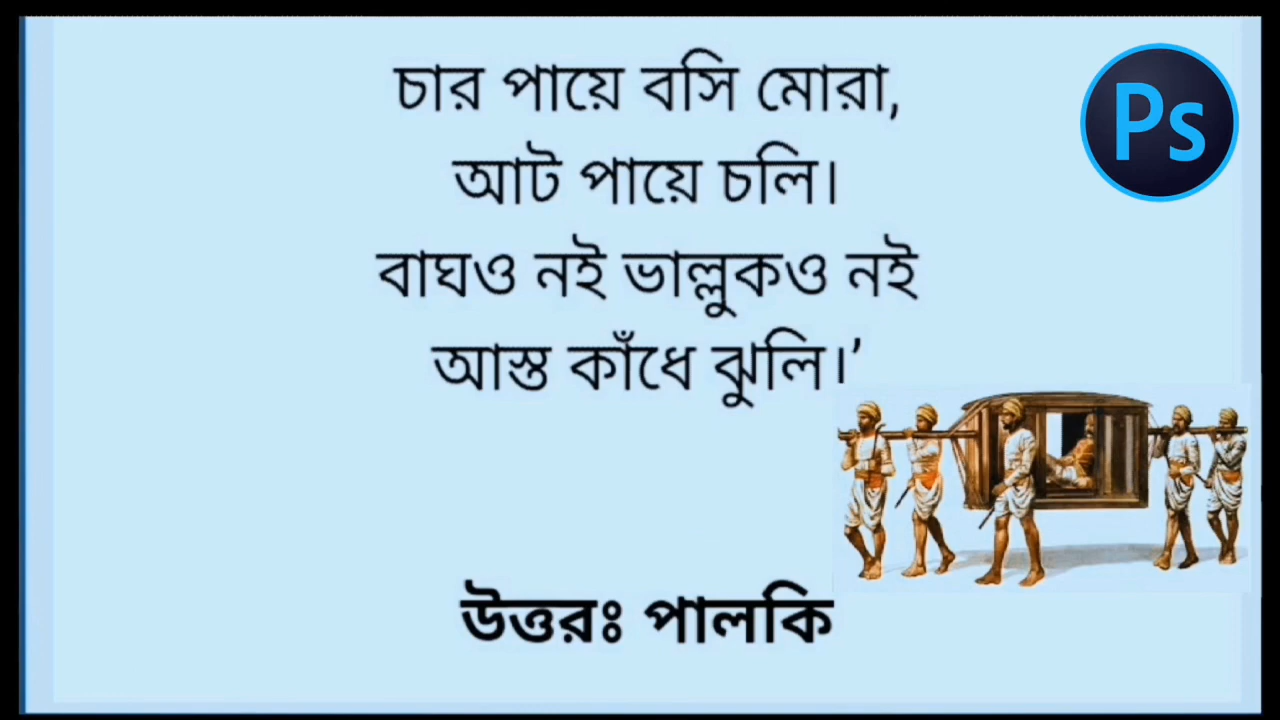 চার পায়ে বসি মোরা,
আট পায়ে চলি।
বাঘও নই ভাল্লুকও নই
আস্ত কাঁধে ঝুলি।’
উত্তরঃ পালকি
Ps